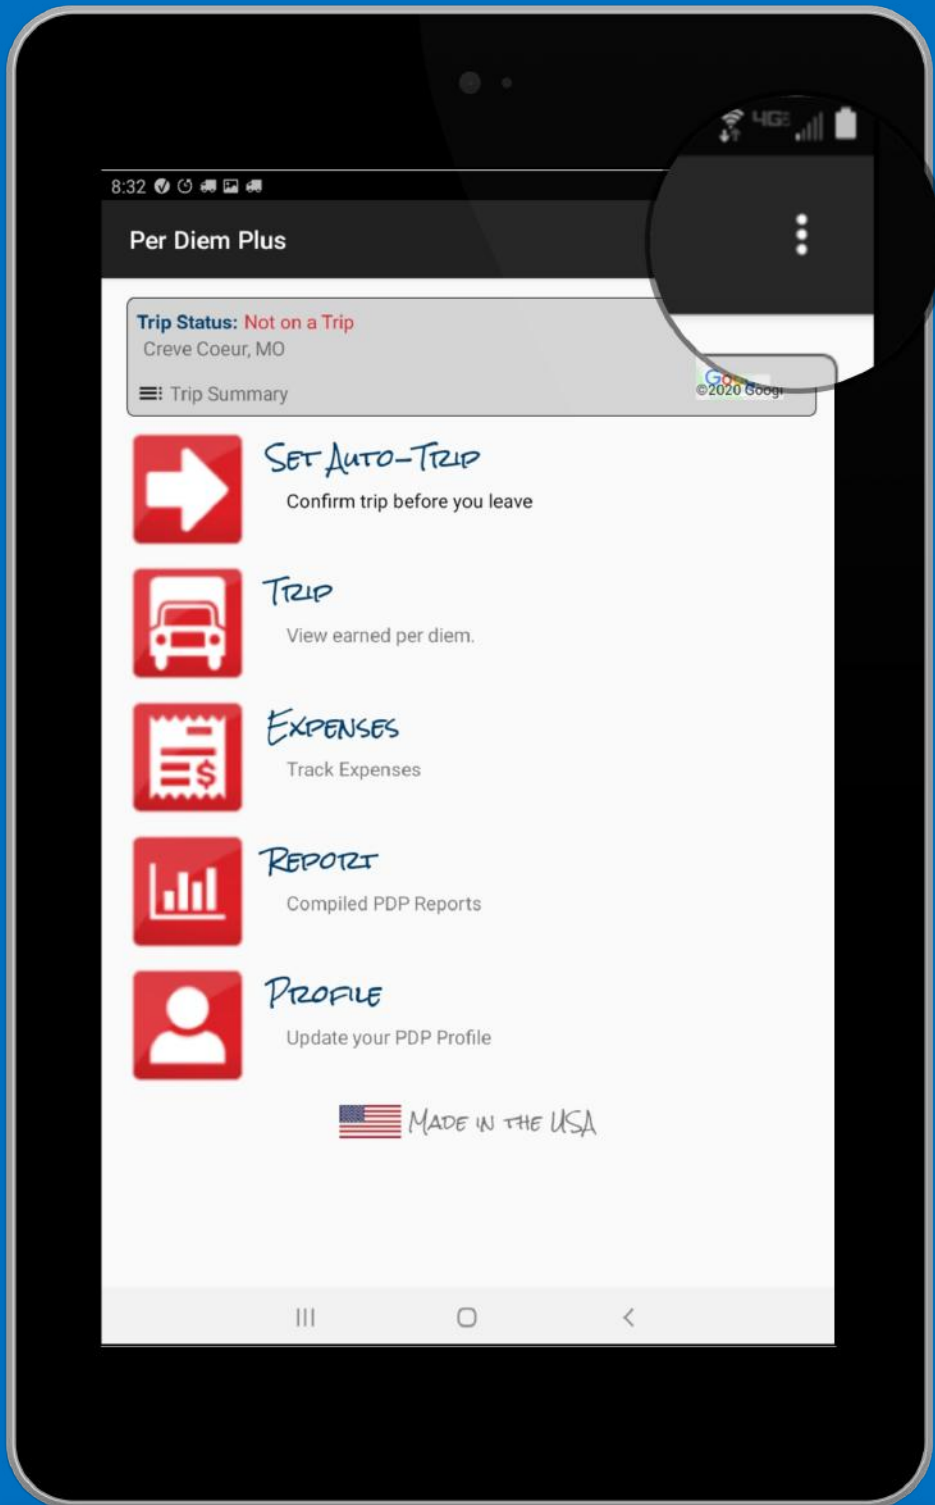 8:32
4GE
Per Diem Plus
Trip Status: Not on a Trip
Creve Coeur, MO
Trip Summary
©2020 Googl
SET AUTO-TRIP
Confirm trip before you leave
TRIP
View earned per diem.
EXPENSES
Track Expenses
REPORT
Compiled PDP Reports
PROFILE
Update your PDP Profile
MADE IN THE USA